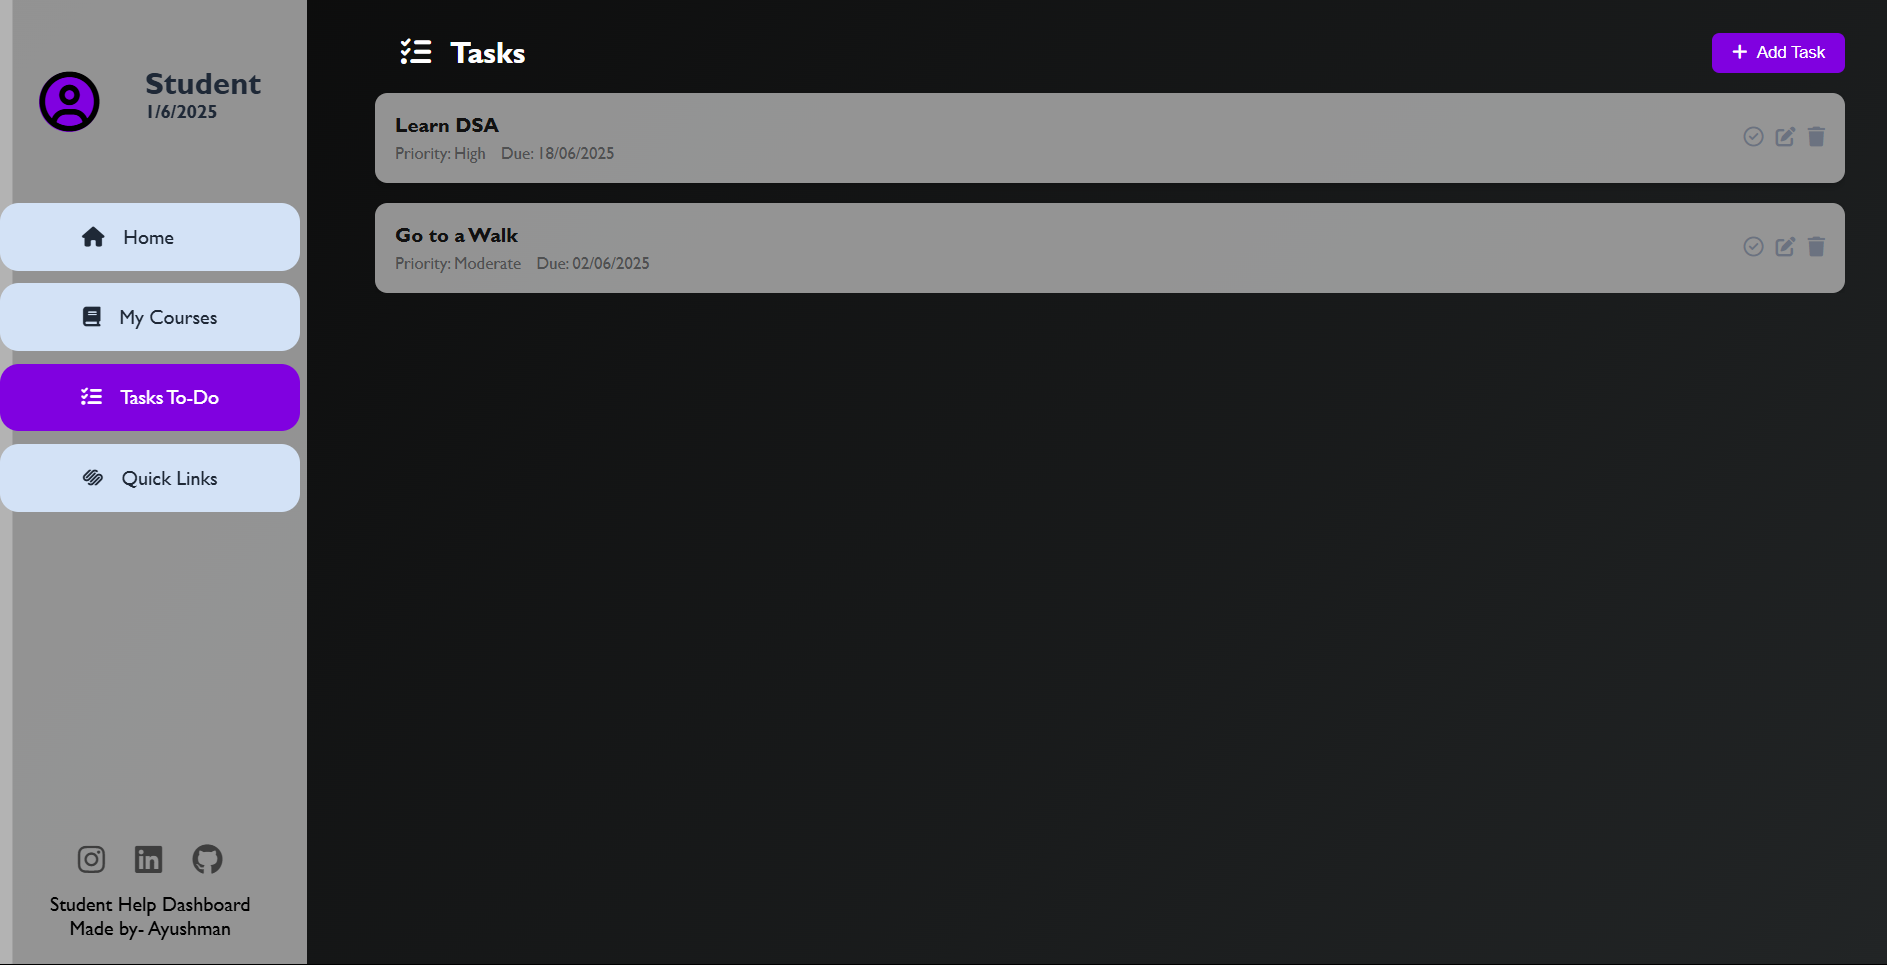 Student
1/6/2025
Home
My Courses
Tasks To-Do
Quick Links
Student Help Dashboard
Made by- Ayushman
Tasks
Add Task
Learn DSA
Priority: High Due: 18/06/2025
Go to a Walk
Priority: Moderate Due: 02/06/2025